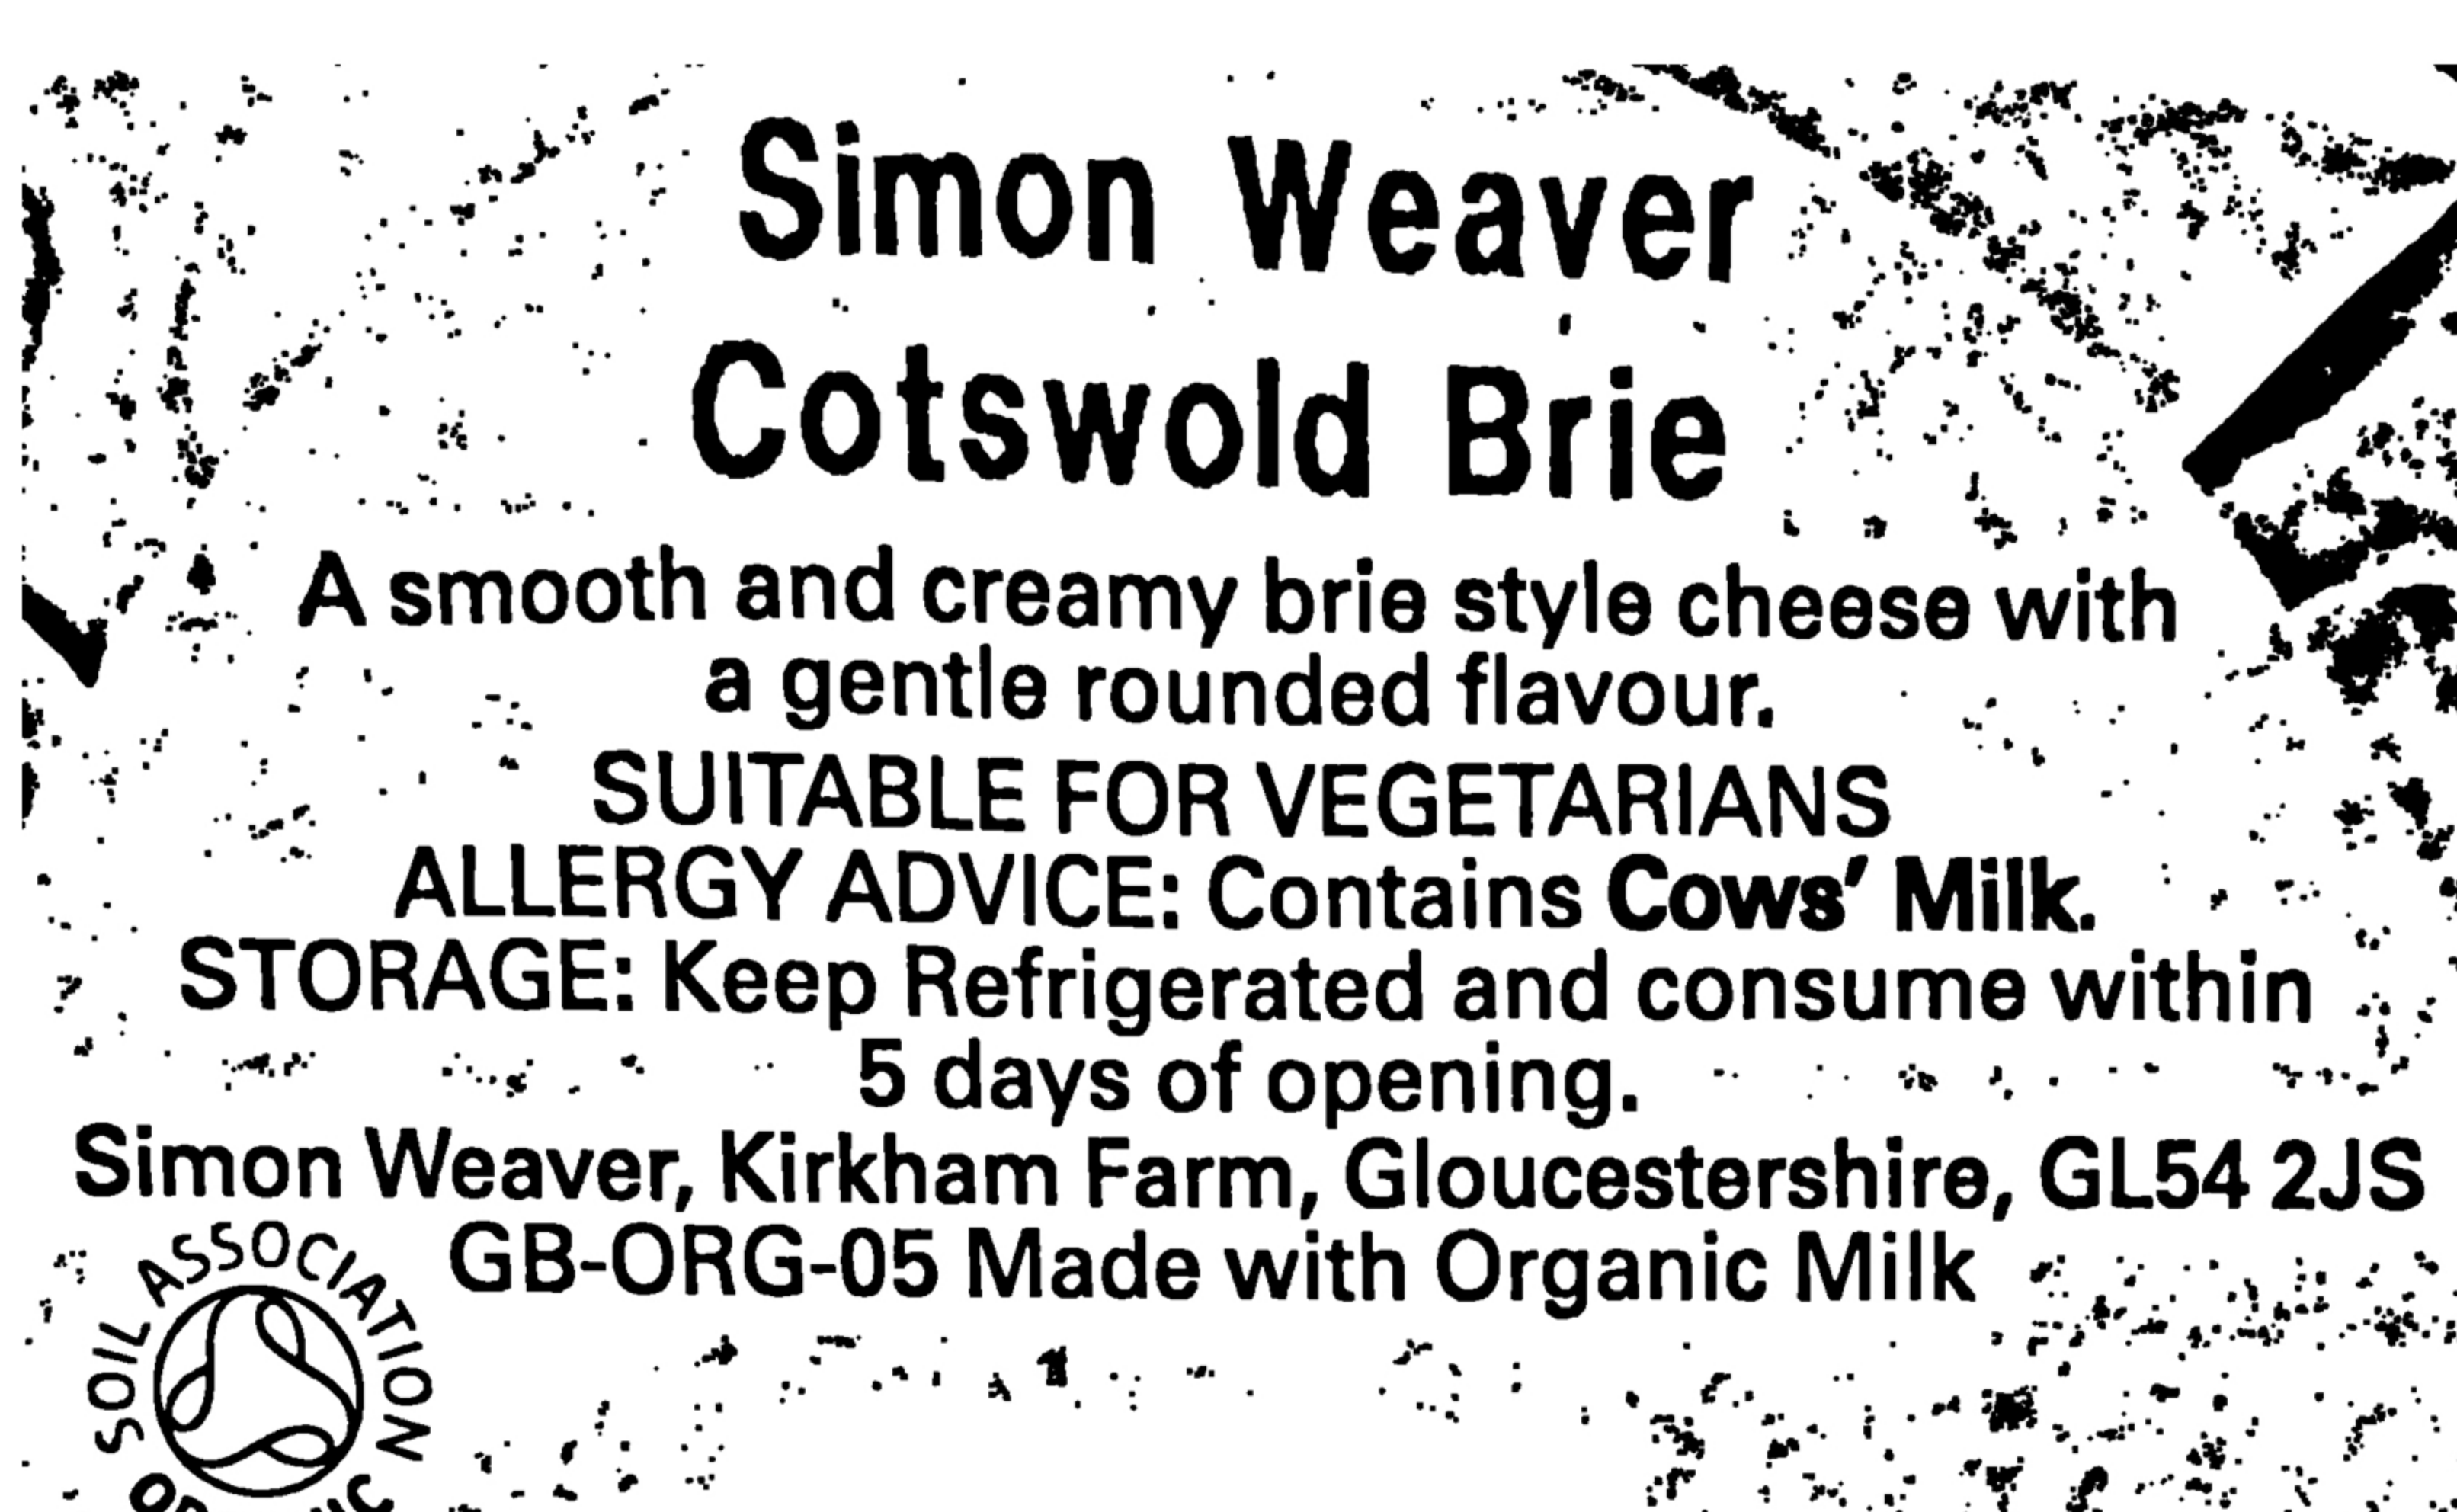 Simon Weaver
Cotswold Brie
A smooth and creamy brie style cheese with
a gentle rounded flavour.
SUITABLE FOR VEGETARIANS
ALLERGY ADVICE: Contains Cows' Milk.
STORAGE: Keep Refrigerated and consume within
5 days of opening.
Simon Weaver, Kirkham Farm, Gloucestershire, GL54 2JS
GB-ORG-05 Made with Organic Milk
SOIL ASSOCIATION